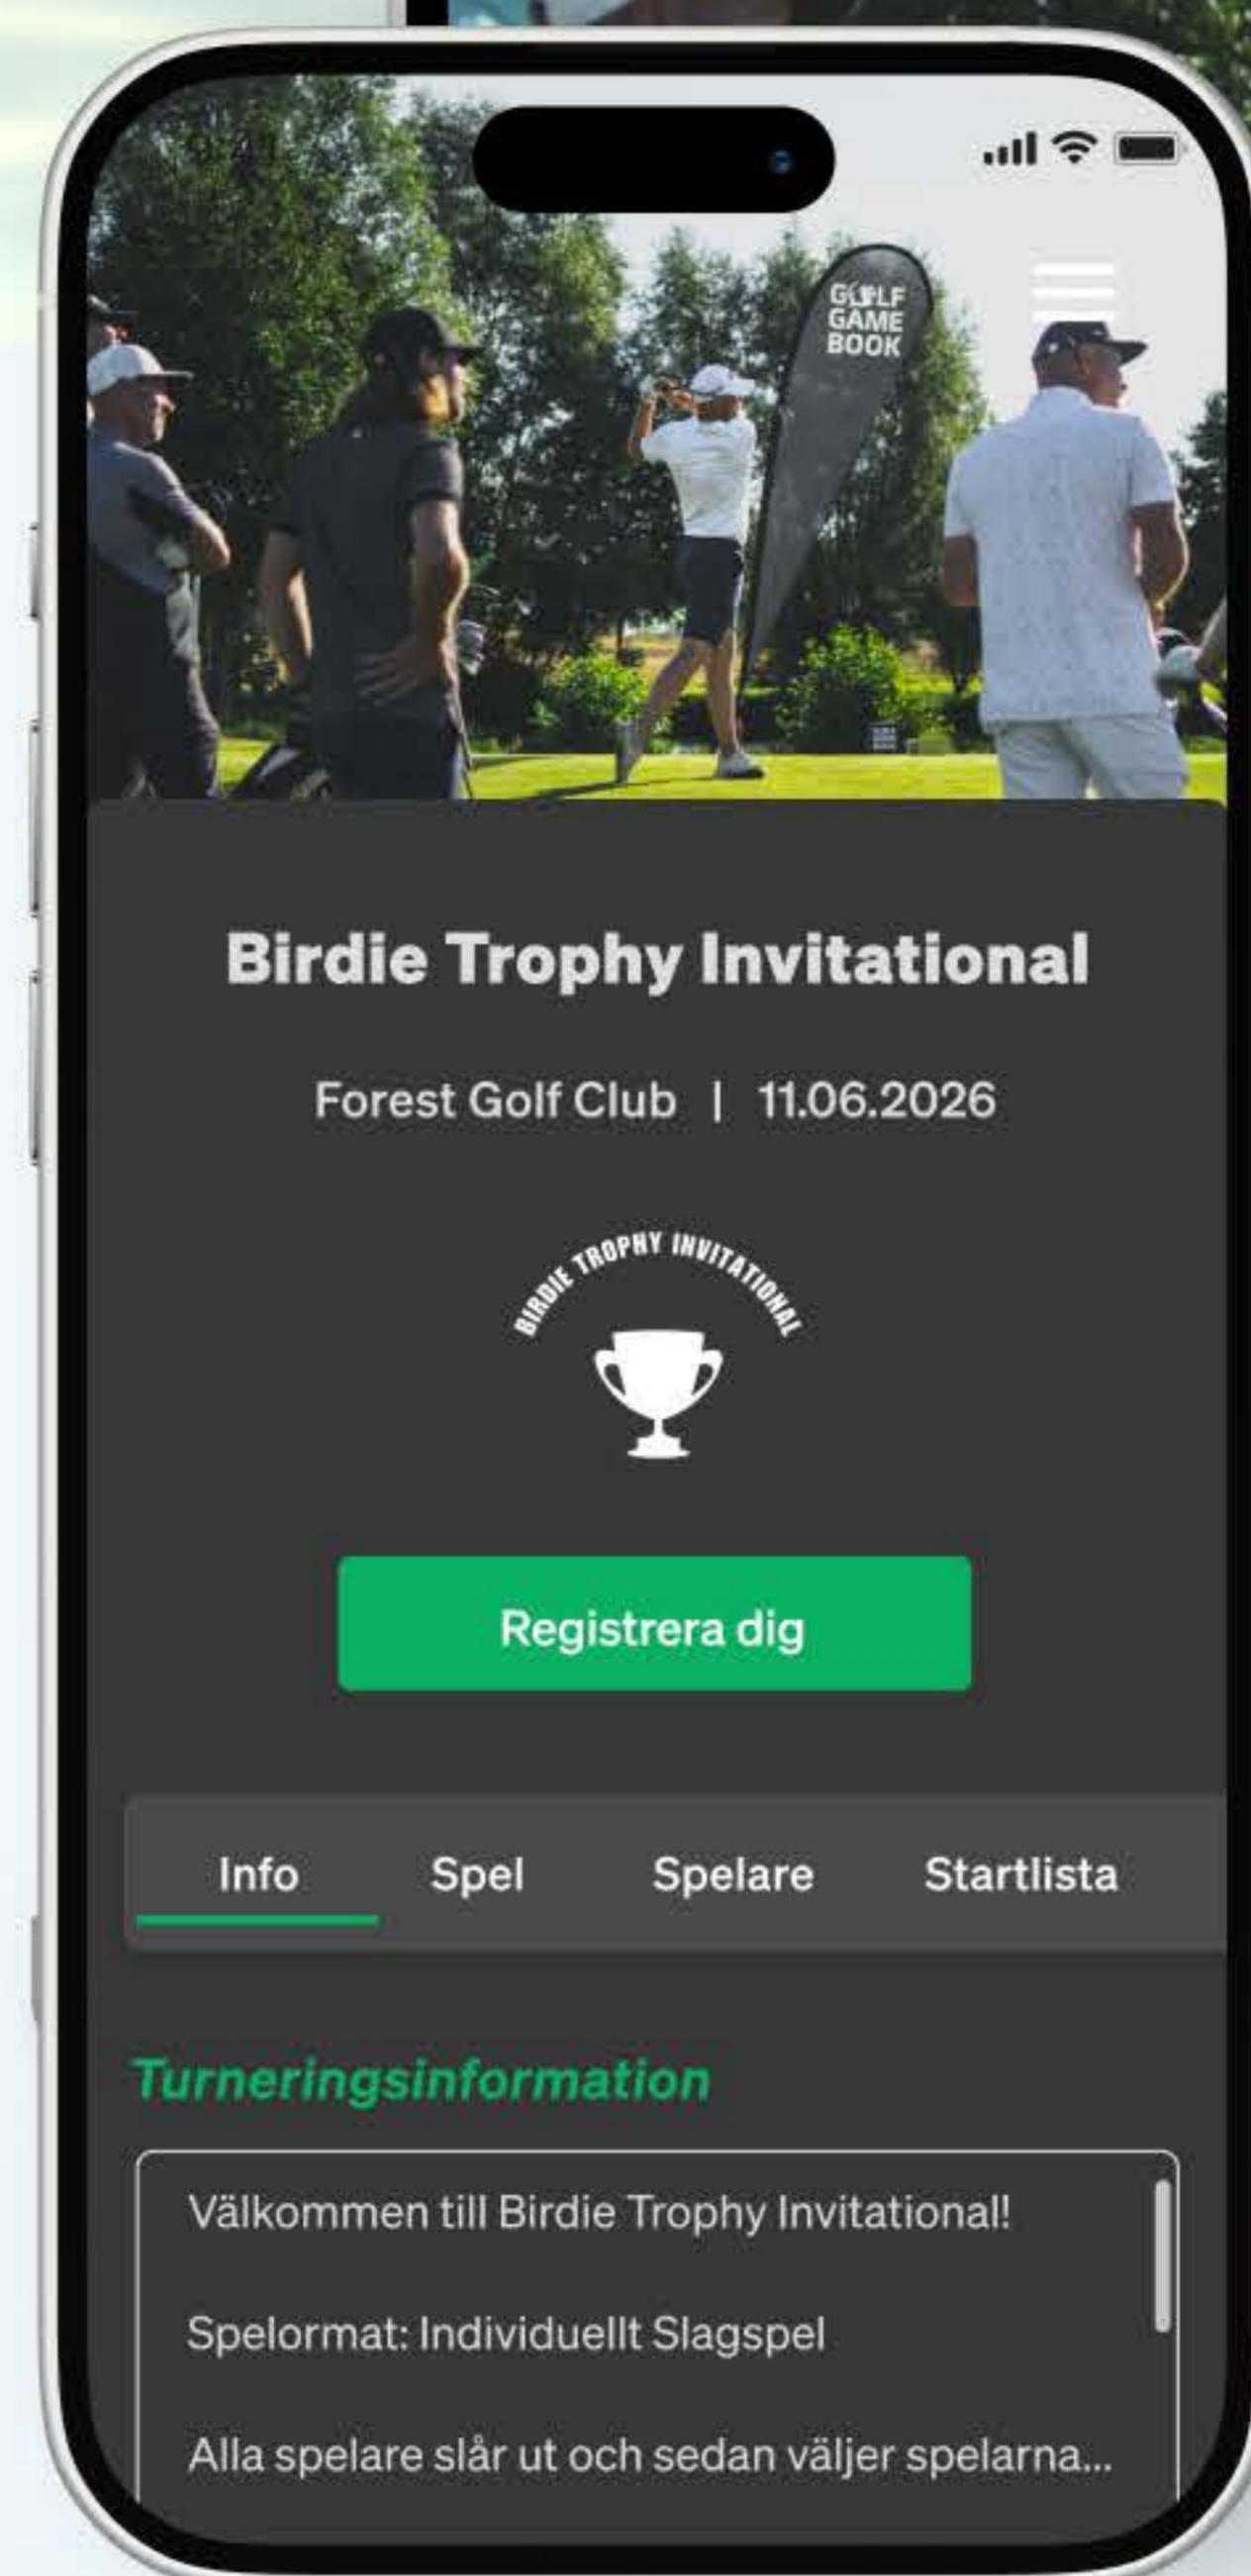 GOLF
GAME
BOOK
Birdie Trophy Invitational
Forest Golf Club | 11.06.2026
BIRDIE TROPHY INVITATIONAL
Registrera dig
Info Spel Spelare Startlista
Turneringsinformation
Välkommen till Birdie Trophy Invitational!
Spelormat: Individuellt Slagspel
Alla spelare slår ut och sedan väljer spelarna...